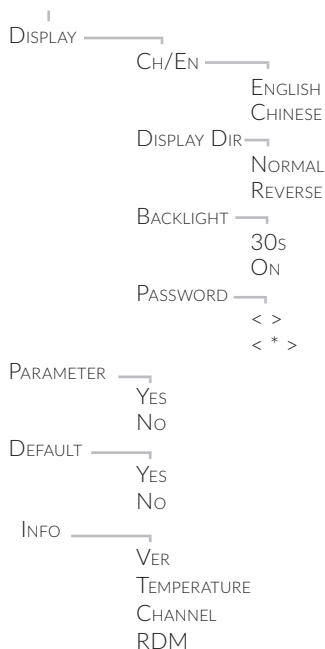 Display
Ch/En
English
Chinese
Display Dir
Normal
Reverse
Backlight
30s
On
Password
< >
< * >
Parameter
Yes
No
Default
Yes
No
Info
Ver
Temperature
Channel
RDM